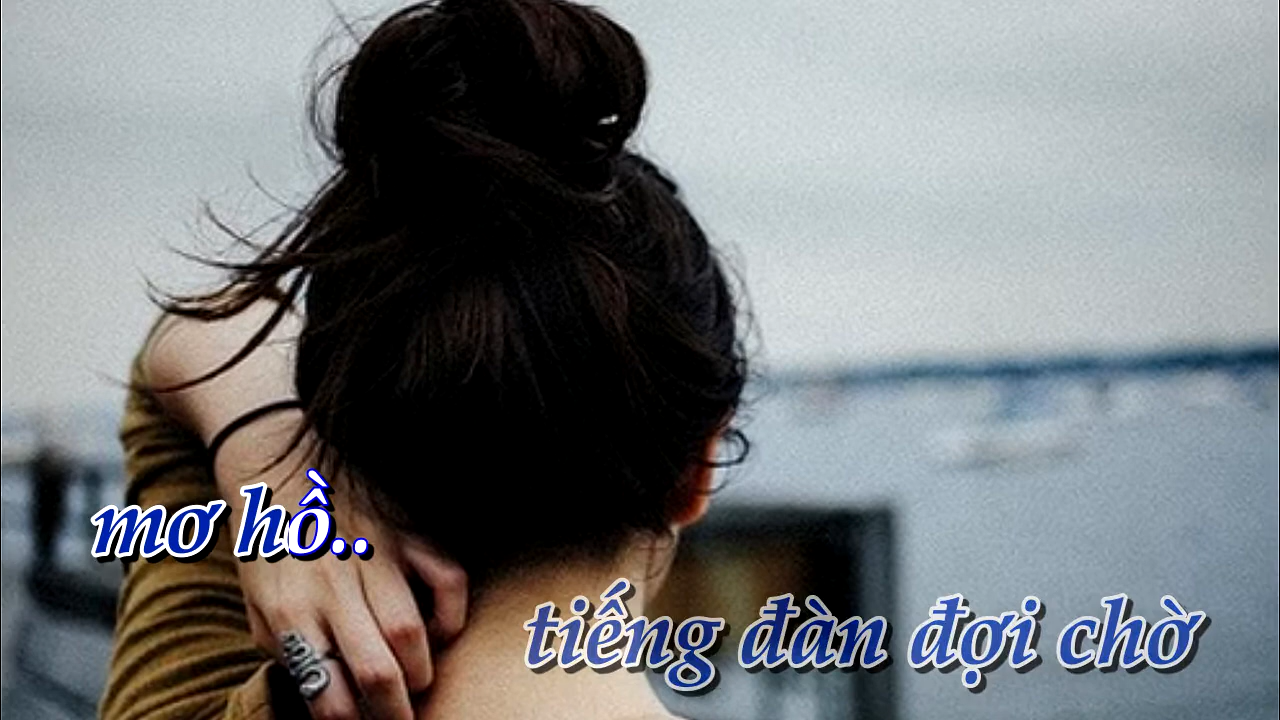 mơ hồ..
tiếng đàn đợi chờ